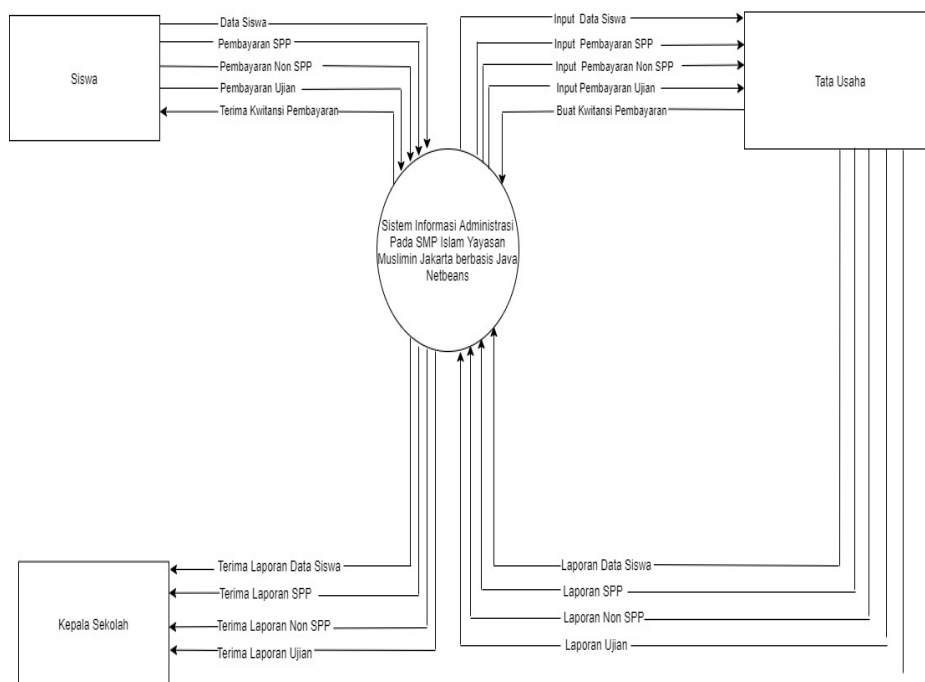 Siswa
Data Siswa
Pembayaran SPP
Pembayaran Non SPP
Pembayaran Ujian
Terima Kwitansi Pembayaran
Input Data Siswa
Input Pembayaran SPP
Input Pembayaran Non SPP
Input Pembayaran Ujian
Buat Kwitansi Pembayaran
Tata Usaha
Sistem Informasi Administrasi
Pada SMP Islam Yayasan
Muslimin Jakarta berbasis Java
Netbeans
Kepala Sekolah
Terima Laporan Data Siswa
Terima Laporan SPP
Terima Laporan Non SPP
Terima Laporan Ujian
Laporan Data Siswa
Laporan SPP
Laporan Non SPP
Laporan Ujian